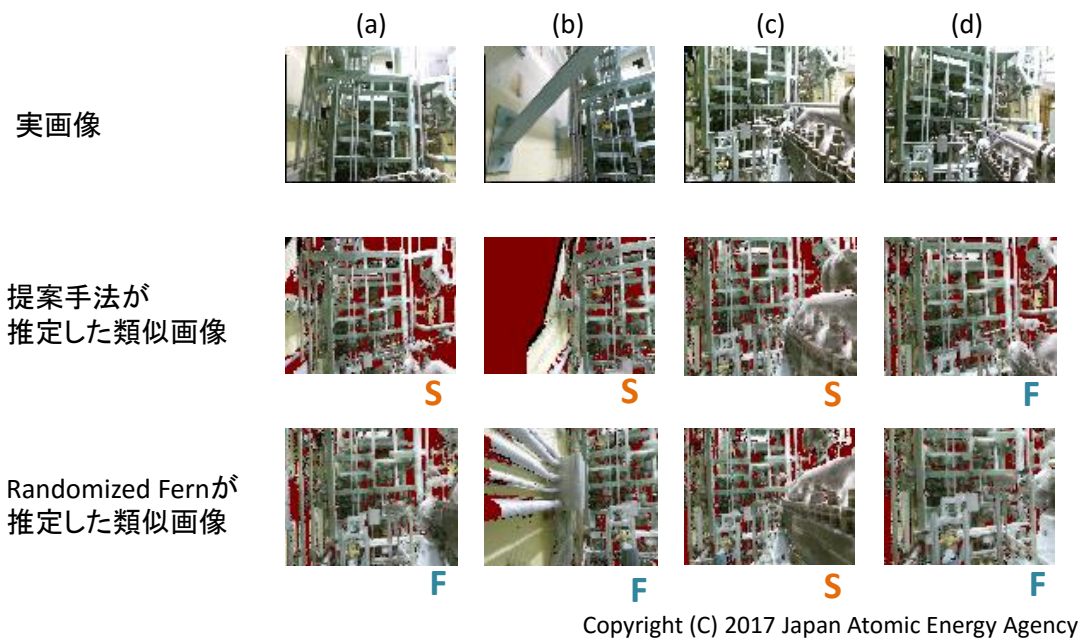 (a) (b) (c) (d)
実画像
提案手法が
推定した類似画像
S S S F
Randomized Fernが
推定した類似画像
F F S F
Copyright (C) 2017 Japan Atomic Energy Agency